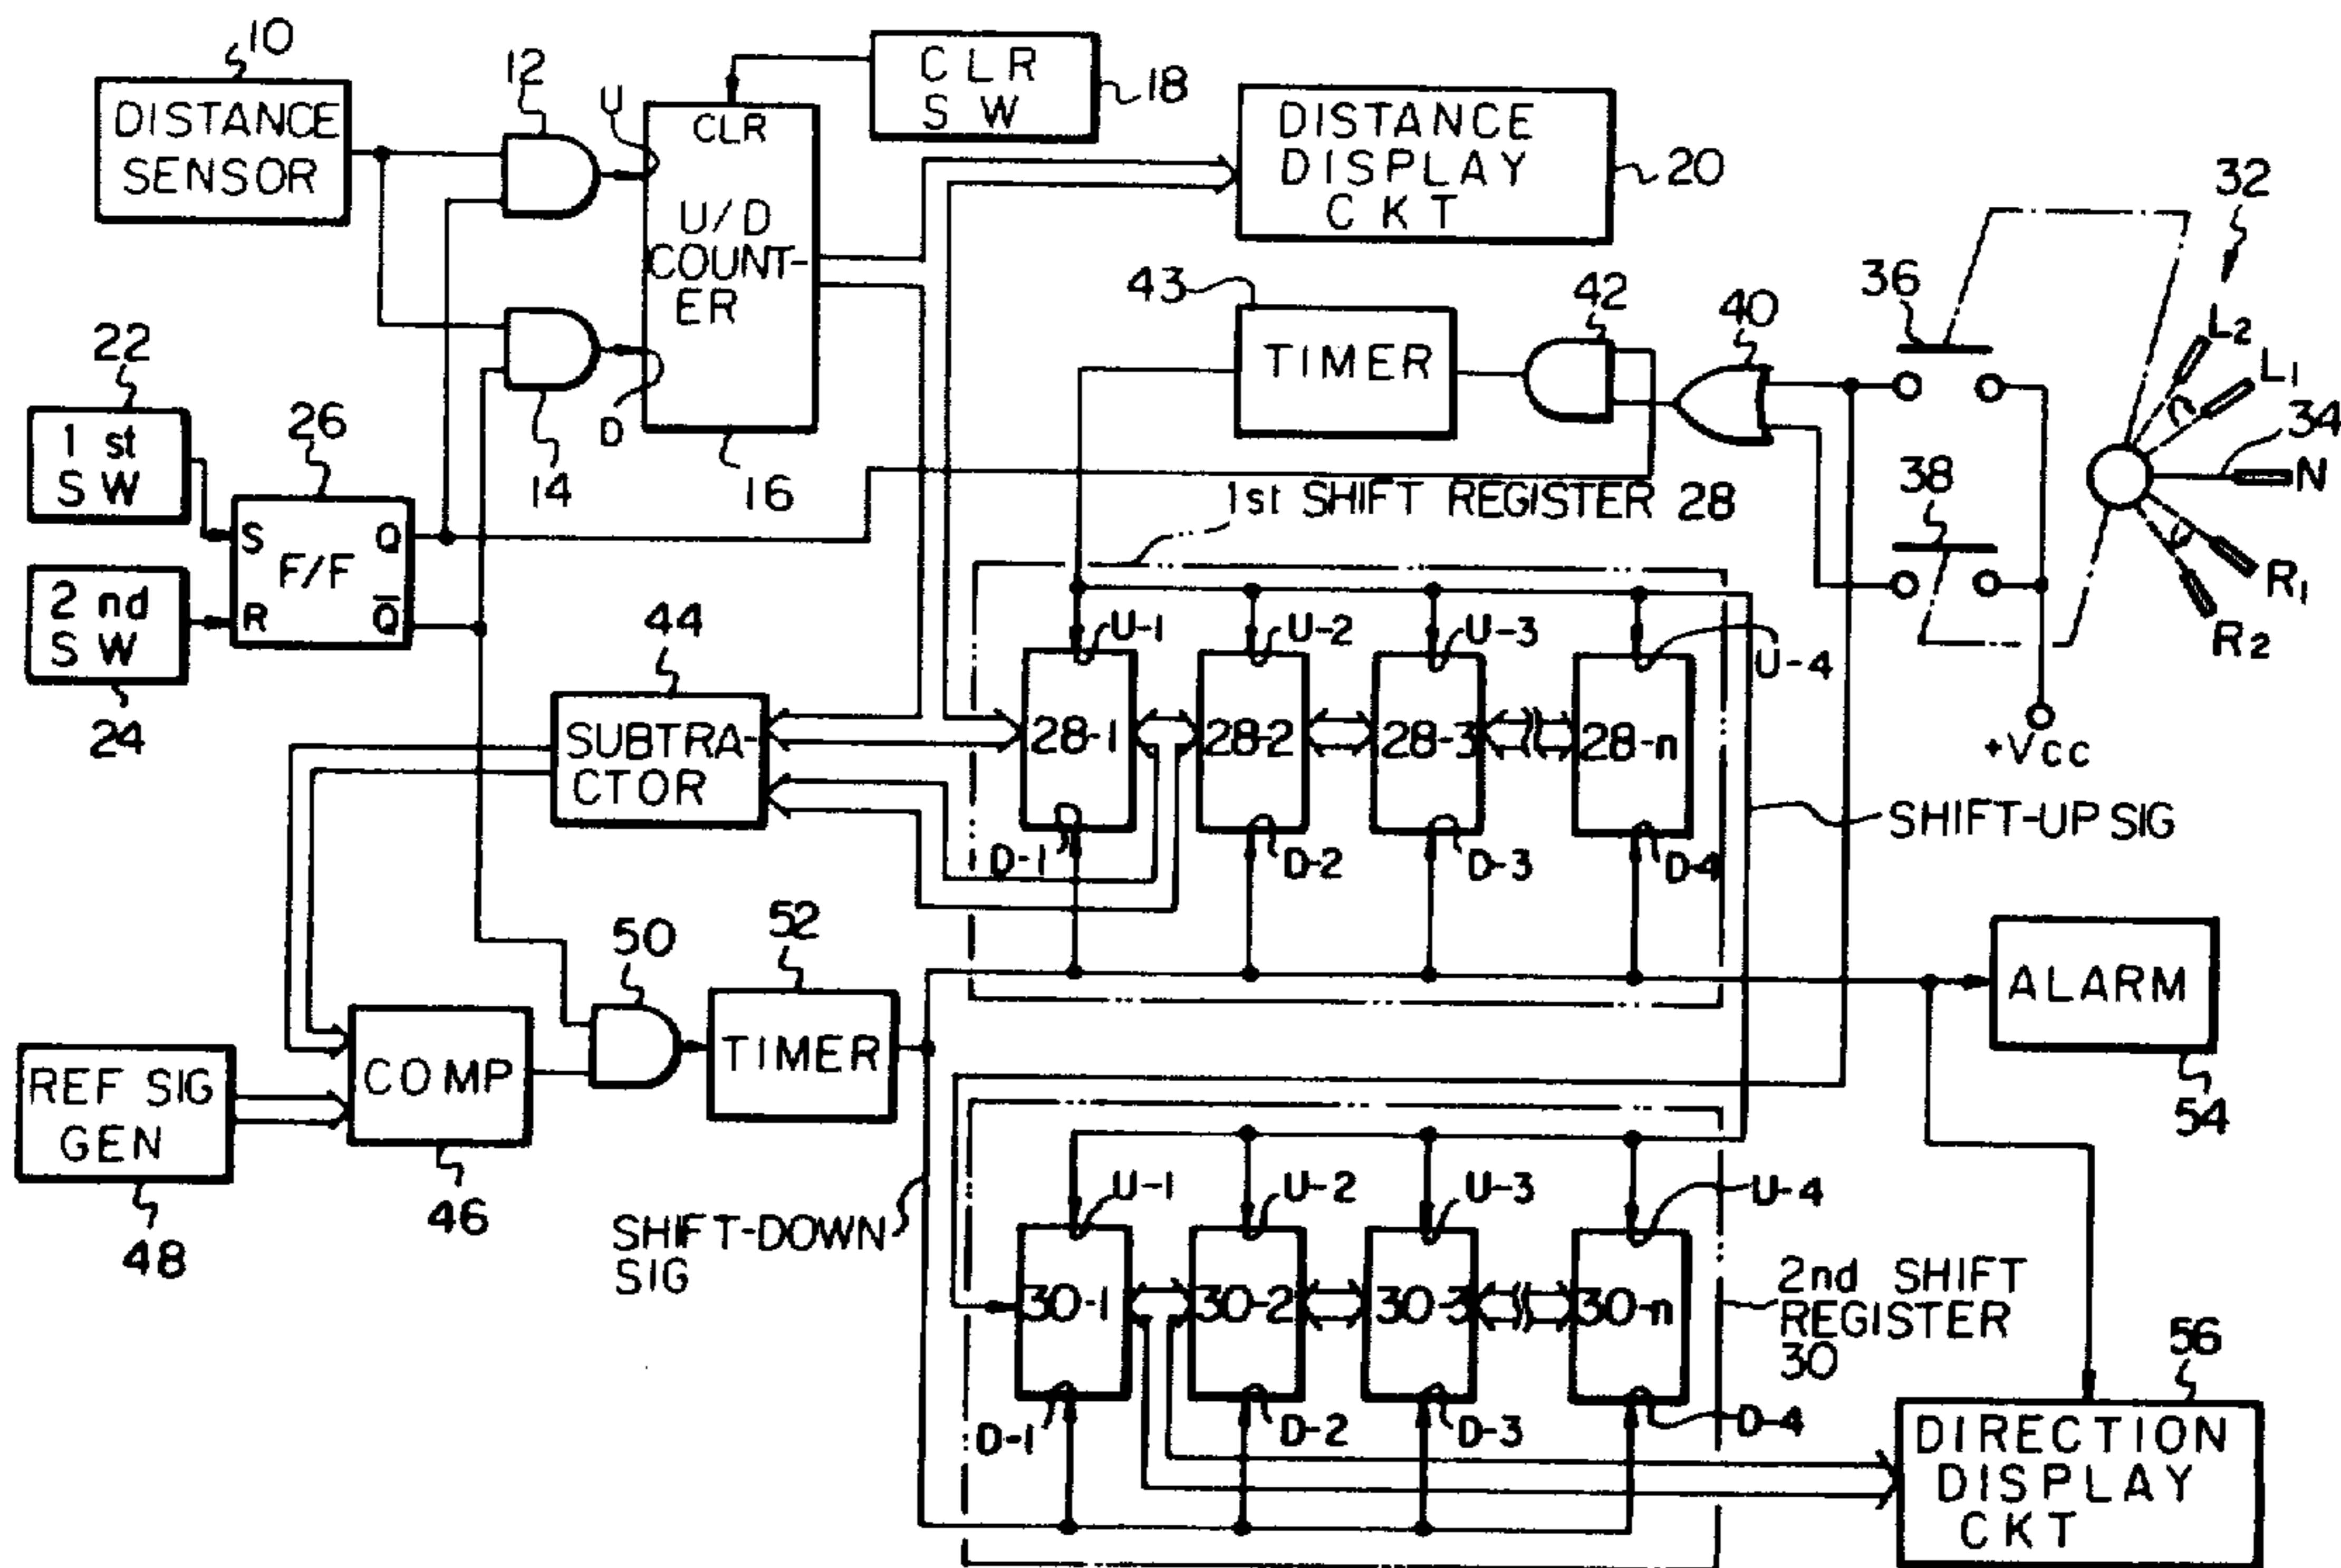 10
DISTANCE
SENSOR
12
U
CLR
U/D
COUNT-
ER
D
14
16
CLR
SW
18
DISTANCE
DISPLAY
CKT
20
32
22
1 st
SW
2 nd
SW
24
26
S
Q
F/F
R
Q̅
43
TIMER
42
40
36
38
L2
L1
34
N
R1
R2
+Vcc
1st SHIFT REGISTER 28
44
SUBTRA-
CTOR
U-1
U-2
U-3
U-4
28-1
28-2
28-3
28-n
D-1
D-2
D-3
D-4
SHIFT-UP SIG
50
52
TIMER
ALARM
54
REF SIG
GEN
48
COMP
46
SHIFT-DOWN
SIG
U-1
U-2
U-3
U-4
30-1
30-2
30-3
30-n
D-1
D-2
D-3
D-4
2nd SHIFT
REGISTER
30
56
DIRECTION
DISPLAY
CKT